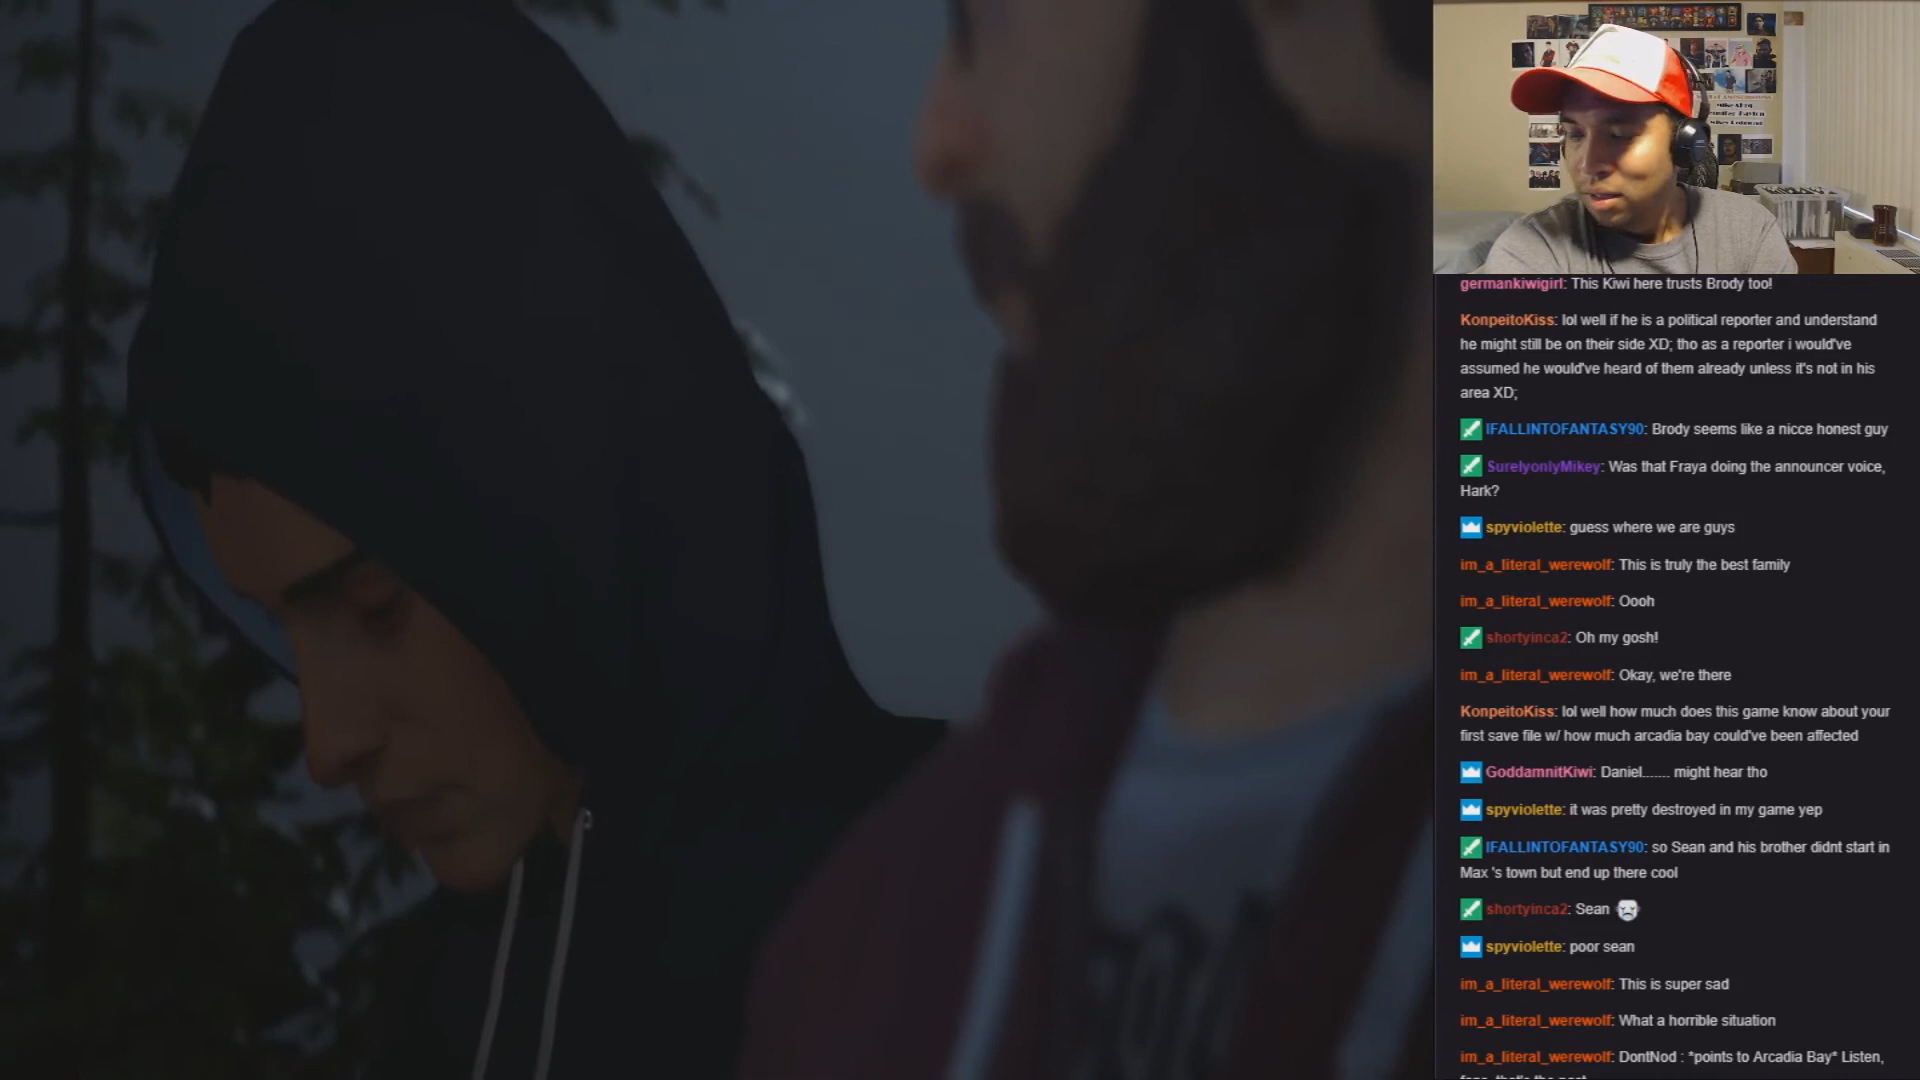 germankiwigirl: This Kiwi here trusts Brody too!
KonpeitoKiss: lol well if he is a political reporter and understand
he might still be on their side XD; tho as a reporter i would've
assumed he would've heard of them already unless it's not in his
area XD;
IFALLINTOFANTASY90: Brody seems like a nicce honest guy
SurelyonlyMikey: Was that Fraya doing the announcer voice,
Hark?
spyviolette: guess where we are guys
im_a_literal_werewolf: This is truly the best family
im_a_literal_werewolf: Oooh
shortyinca2: Oh my gosh!
im_a_literal_werewolf: Okay, we're there
KonpeitoKiss: lol well how much does this game know about your
first save file w/ how much arcadia bay could've been affected
GoddamnitKiwi: Daniel....... might hear tho
spyviolette: it was pretty destroyed in my game yep
IFALLINTOFANTASY90: so Sean and his brother didnt start in
Max 's town but end up there cool
shortyinca2: Sean
spyviolette: poor sean
im_a_literal_werewolf: This is super sad
im_a_literal_werewolf: What a horrible situation
im_a_literal_werewolf: DontNod : *points to Arcadia Bay* Listen,